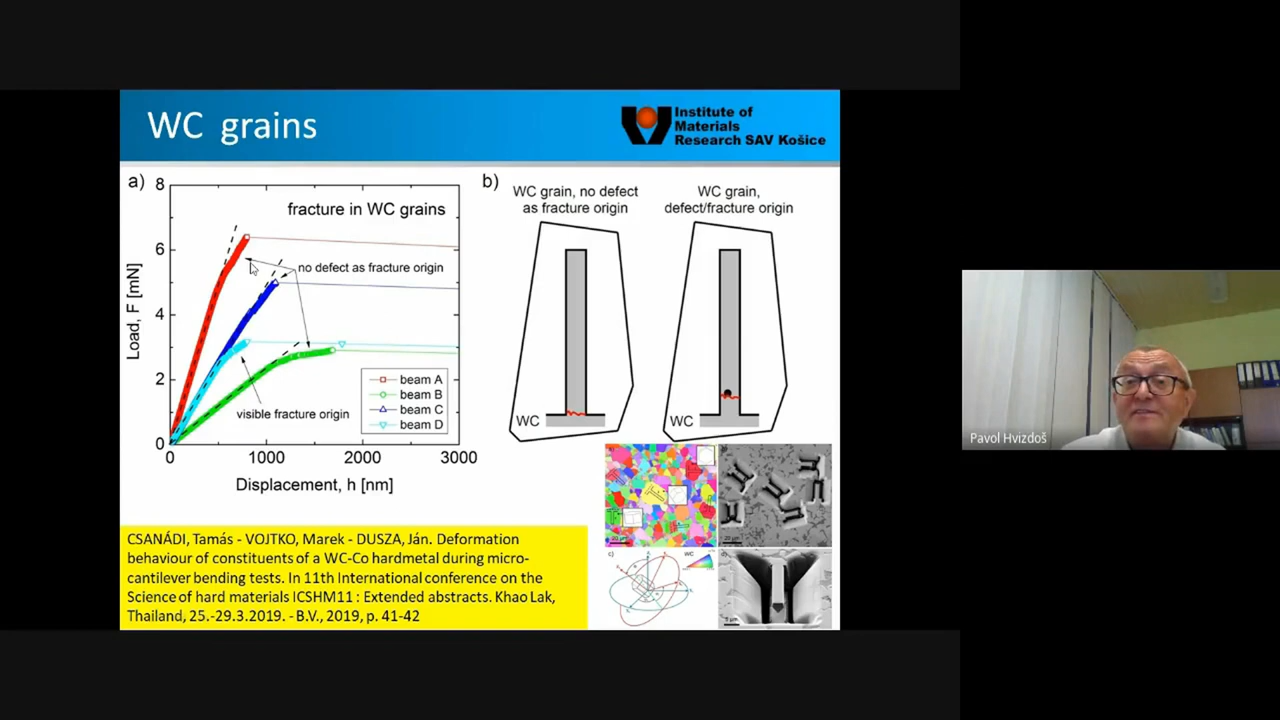 WC grains
Institute of
Materials
Research SAV Košice
a)
8
6
4
2
0
0
1000
2000
3000
Load, F [mN]
Displacement, h [nm]
fracture in WC grains
no defect as fracture origin
visible fracture origin
beam A
beam B
beam C
beam D
b)
WC grain, no defect
as fracture origin
WC
WC grain,
defect/fracture origin
WC
c)
WC
CSANÁDI, Tamás - VOJTKO, Marek - DUSZA, Ján. Deformation
behaviour of constituents of a WC-Co hardmetal during micro-
cantilever bending tests. In 11th International conference on the
Science of hard materials ICSHM11 : Extended abstracts. Khao Lak,
Thailand, 25.-29.3.2019. - B.V., 2019, p. 41-42
Pavol Hvizdoš